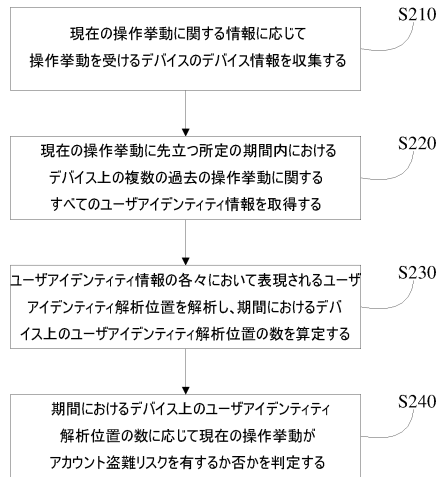 S210
現在の操作挙動に関する情報に応じて
操作挙動を受けるデバイスのデバイス情報を収集する
S220
現在の操作挙動に先立つ所定の期間内における
デバイス上の複数の過去の操作挙動に関する
すべてのユーザアイデンティティ情報を取得する
S230
ユーザアイデンティティ情報の各々において表現されるユーザ
アイデンティティ解析位置を解析し、期間におけるデバ
イス上のユーザアイデンティティ解析位置の数を算定する
S240
期間におけるデバイス上のユーザアイデンティティ
解析位置の数に応じて現在の操作挙動が
アカウント盗難リスクを有するか否かを判定する